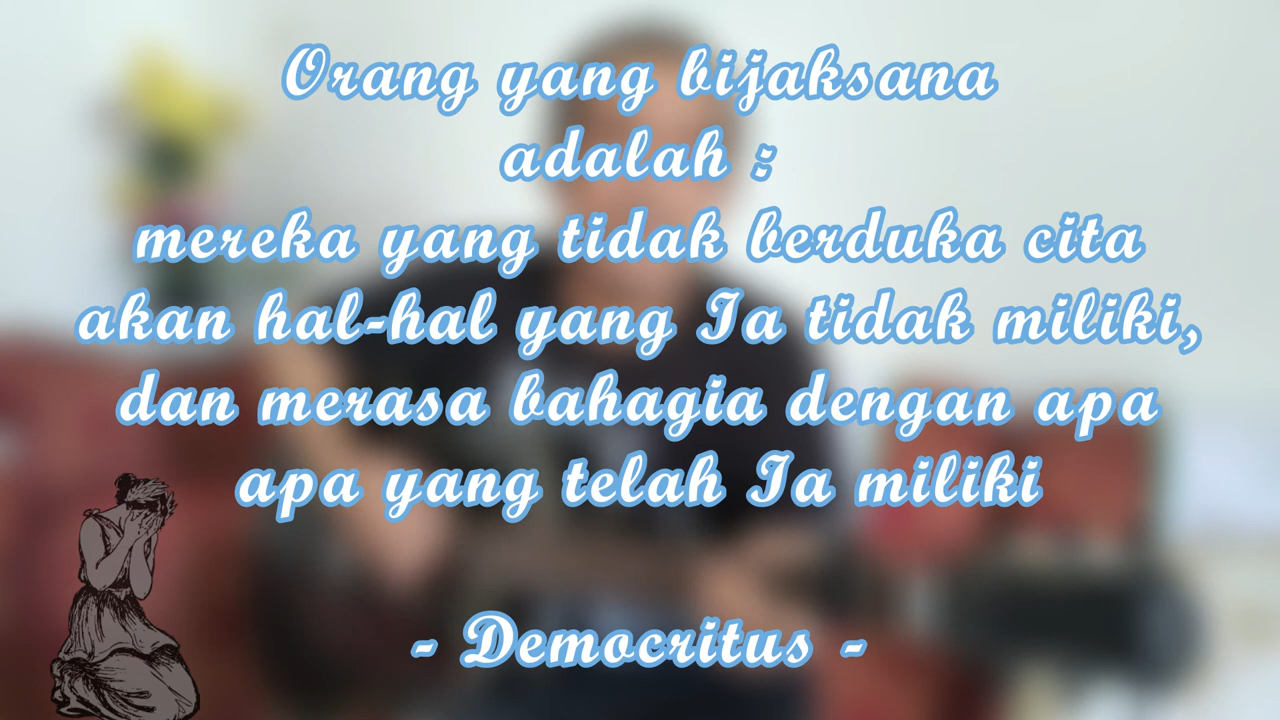 Orang yang bijaksana
adalah :
mereka yang tidak berduka cita
akan hal-hal yang Ia tidak miliki,
dan merasa bahagia dengan apa
apa yang telah Ia miliki
- Democritus -